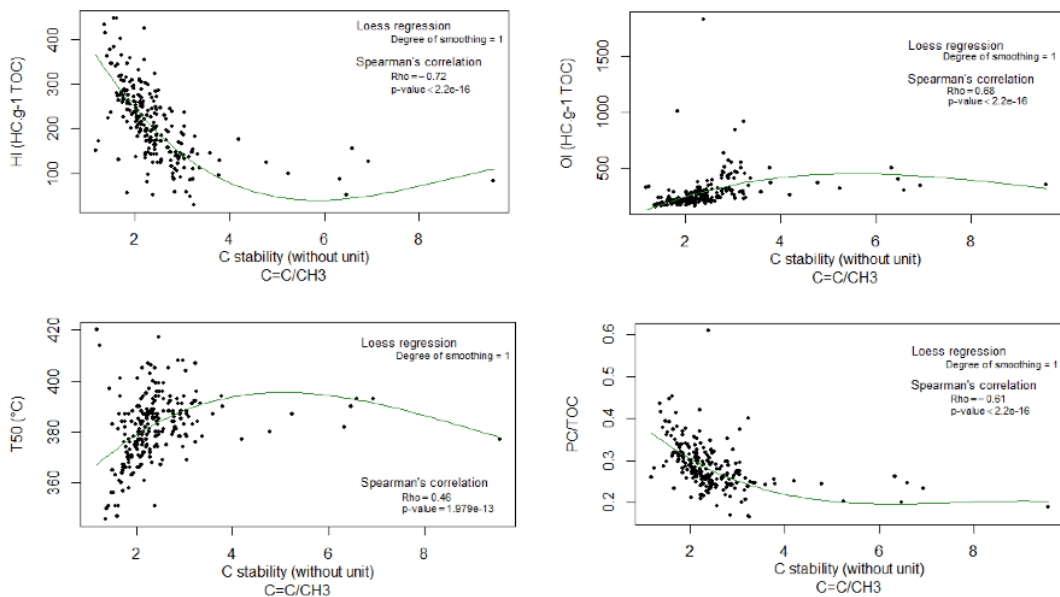 HI (HC.g-1 TOC)
400
300
200
100
Loess regression
Degree of smoothing = 1
Spearman's correlation
Rho = - 0.72
p-value < 2.2e-16
2 4 6 8
C stability (without unit)
C=C/CH3
OI (HC.g-1 TOC)
1500
1000
500
Loess regression
Degree of smoothing = 1
Spearman's correlation
Rho = 0.68
p-value < 2.2e-16
2 4 6 8
C stability (without unit)
C=C/CH3
T50 (°C)
420
400
380
360
Loess regression
Degree of smoothing = 1
Spearman's correlation
Rho = 0.46
p-value = 1.979e-13
2 4 6 8
C stability (without unit)
C=C/CH3
PC/TOC
0.6
0.5
0.4
0.3
0.2
Loess regression
Degree of smoothing = 1
Spearman's correlation
Rho = - 0.61
p-value < 2.2e-16
2 4 6 8
C stability (without unit)
C=C/CH3